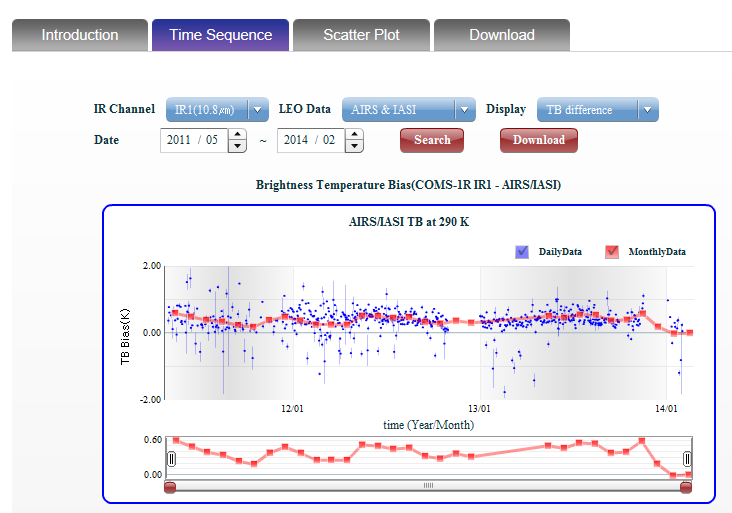 Introduction Time Sequence Scatter Plot Download
IR Channel IR1(10.8㎛) LEO Data AIRS & IASI Display TB difference
Date 2011 / 05 ~ 2014 / 02 Search Download
Brightness Temperature Bias(COMS-1R IR1 - AIRS/IASI)
AIRS/IASI TB at 290 K
DailyData MonthlyData
2.00
TB Bias(K)
0.00
-2.00
12/01 13/01 14/01
time (Year/Month)
0.60
0.00